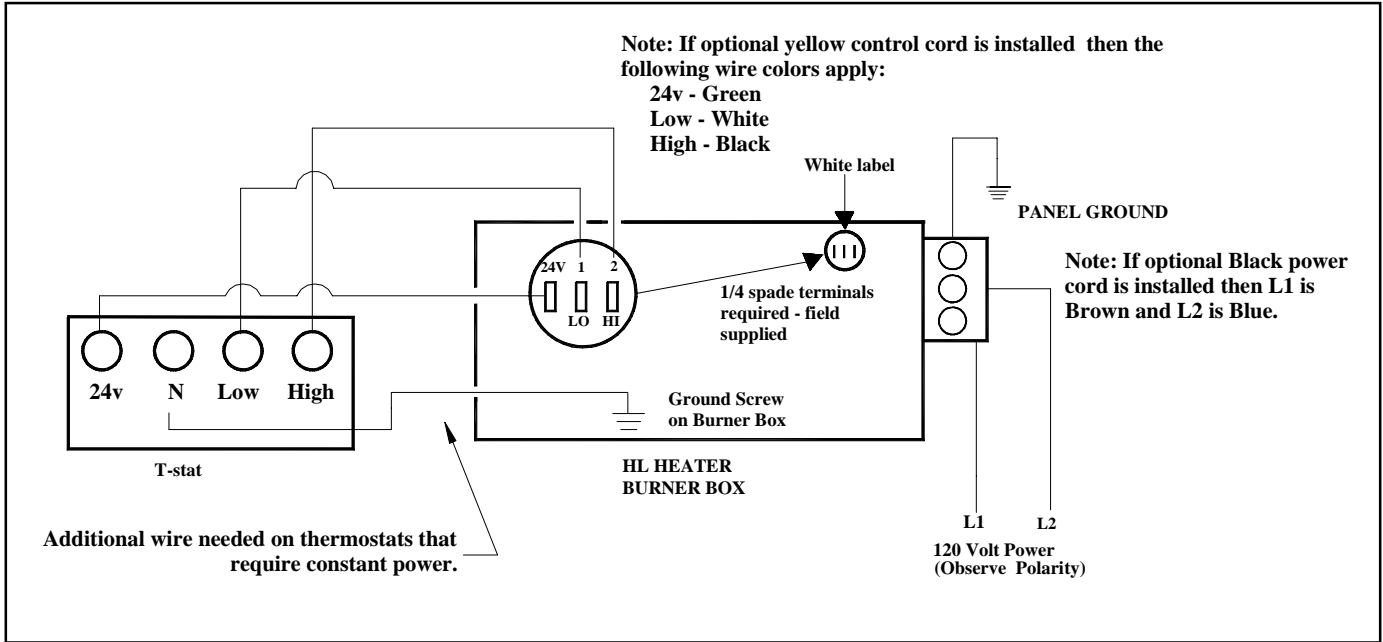 Note: If optional yellow control cord is installed then the
following wire colors apply:
24v - Green
Low - White
High - Black
White label
PANEL GROUND
Note: If optional Black power
cord is installed then L1 is
Brown and L2 is Blue.
24V 1 2
LO HI
1/4 spade terminals
required - field
supplied
24v N Low High
T-stat
Ground Screw
on Burner Box
HL HEATER
BURNER BOX
Additional wire needed on thermostats that
require constant power.
L1 L2
120 Volt Power
(Observe Polarity)